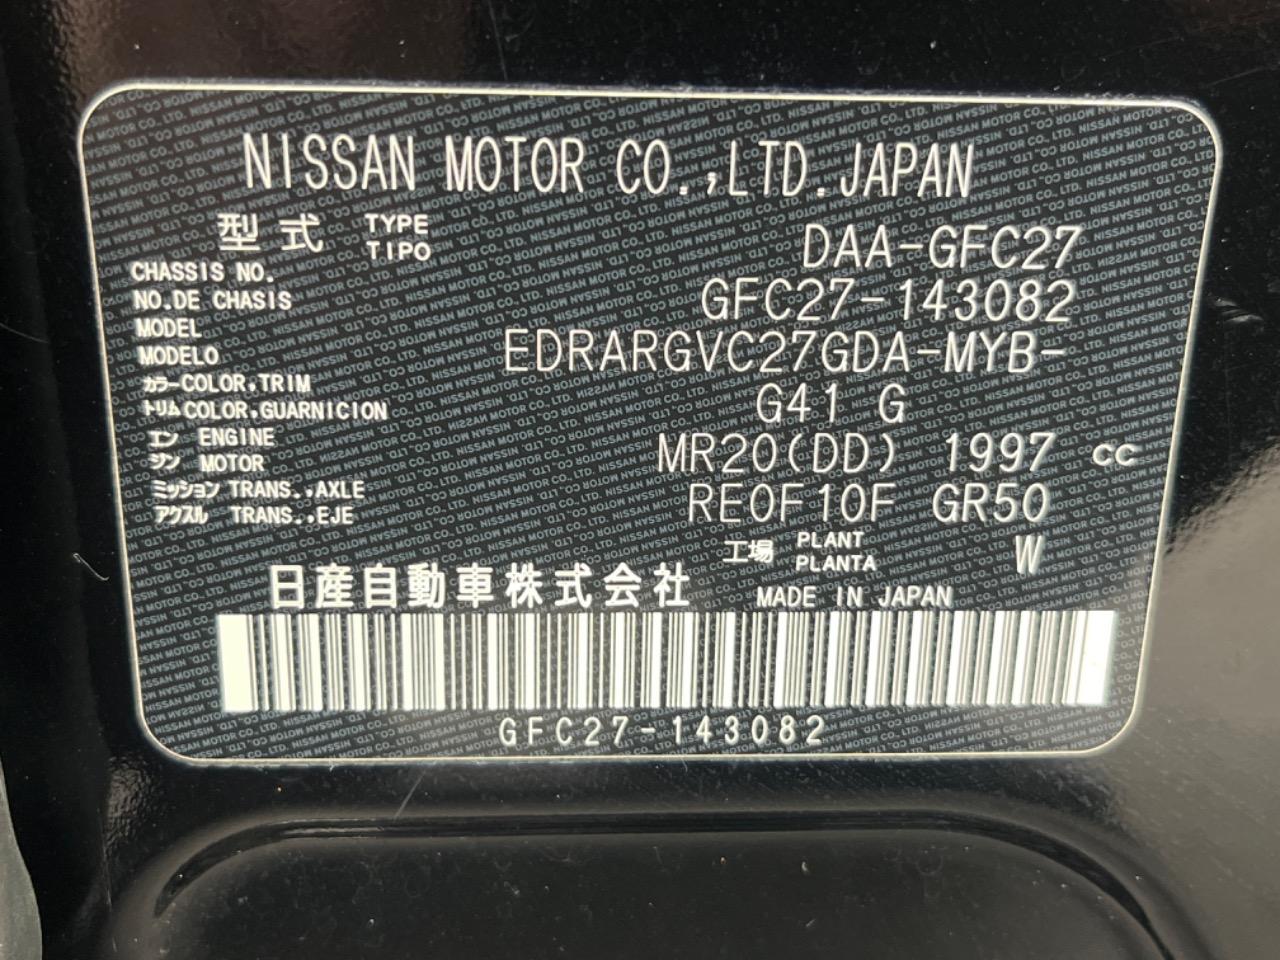 NISSAN MOTOR CO.,LTD.JAPAN
型式 TYPE TIPO DAA-GFC27
CHASSIS NO.
NO.DE CHASIS GFC27-143082
MODEL
MODELO EDRARGVC27GDA-MYB-
カラー COLOR,TRIM
トリム COLOR,GUARNICION G41 G
エンジン ENGINE MOTOR MR20(DD) 1997 CC
ミッション TRANS.,AXLE
アクスル TRANS.,EJE RE0F10F GR50
工場 PLANT PLANTA W
日産自動車株式会社 MADE IN JAPAN
GFC27-143082